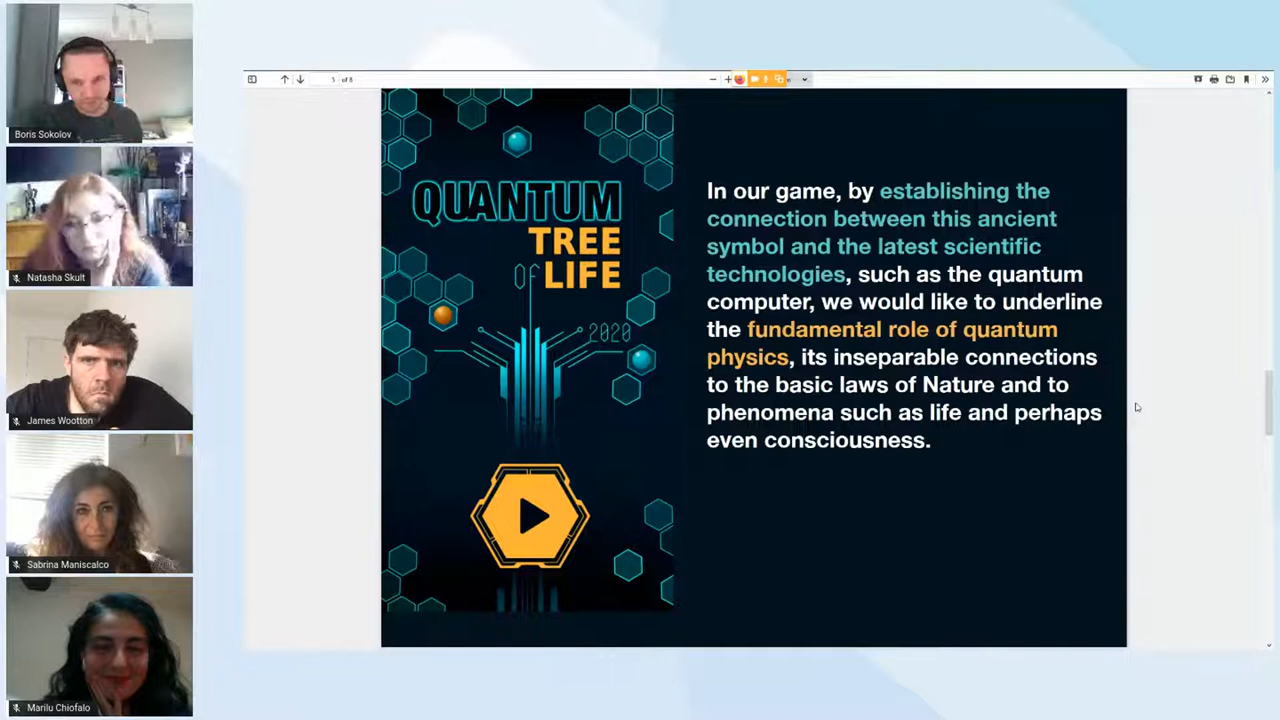 Boris Sokolov
Natasha Skult
James Wootton
Sabrina Maniscalco
Marilu Chiofalo
5 of 8
QUANTUM
TREE
OF LIFE
2020
In our game, by establishing the
connection between this ancient
symbol and the latest scientific
technologies, such as the quantum
computer, we would like to underline
the fundamental role of quantum
physics, its inseparable connections
to the basic laws of Nature and to
phenomena such as life and perhaps
even consciousness.